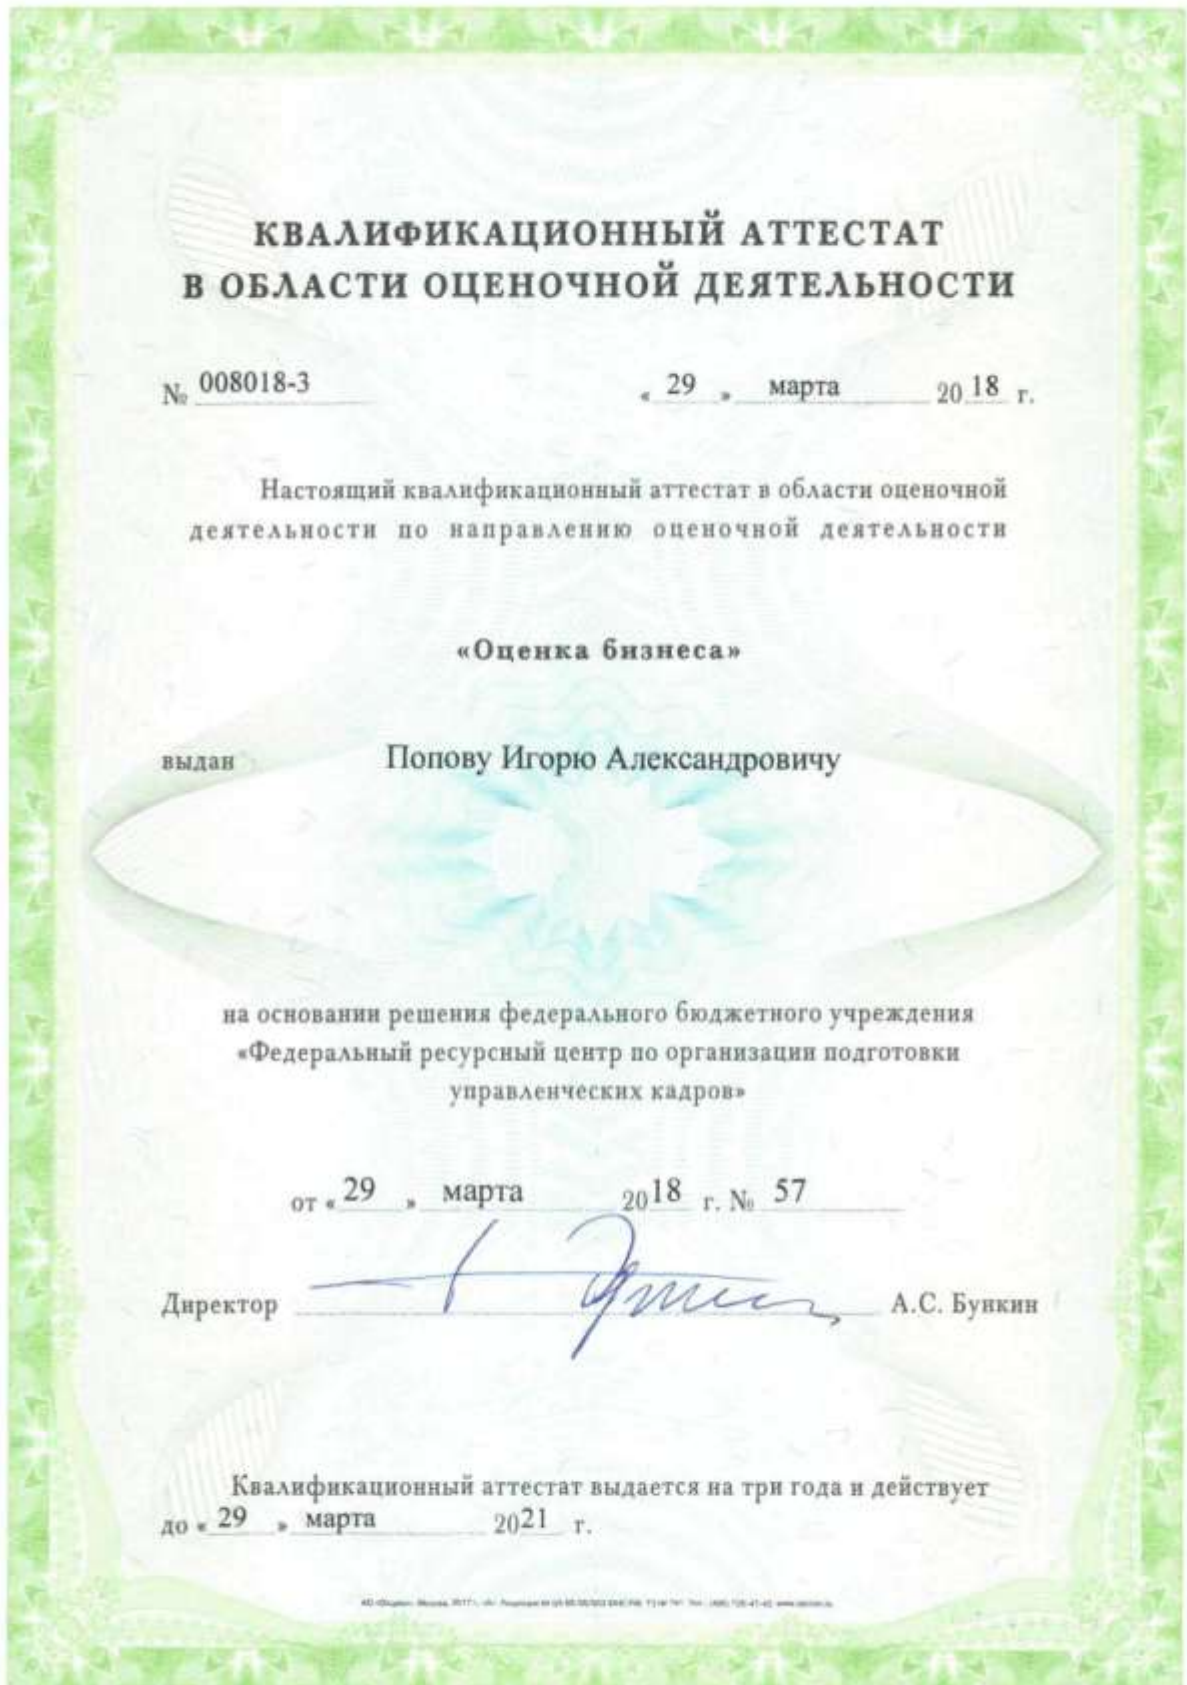 КВАЛИФИКАЦИОННЫЙ АТТЕСТАТ
В ОБЛАСТИ ОЦЕНОЧНОЙ ДЕЯТЕЛЬНОСТИ
№ 008018-3 « 29 » марта 2018 г.
Настоящий квалификационный аттестат в области оценочной
деятельности по направлению оценочной деятельности
«Оценка бизнеса»
выдан Попову Игорю Александровичу
на основании решения федерального бюджетного учреждения
«Федеральный ресурсный центр по организации подготовки
управленческих кадров»
от « 29 » марта 2018 г. № 57
Директор А.С. Бункин
Квалификационный аттестат выдается на три года и действует
до « 29 » марта 2021 г.